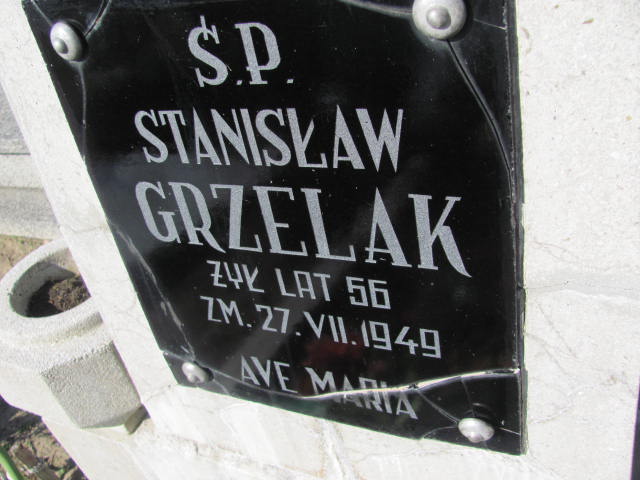 Ś.P.
STANISŁAW
GRZELAK
ŻYŁ LAT 56
ZM. 27. VII. 1949
AVE MARIA